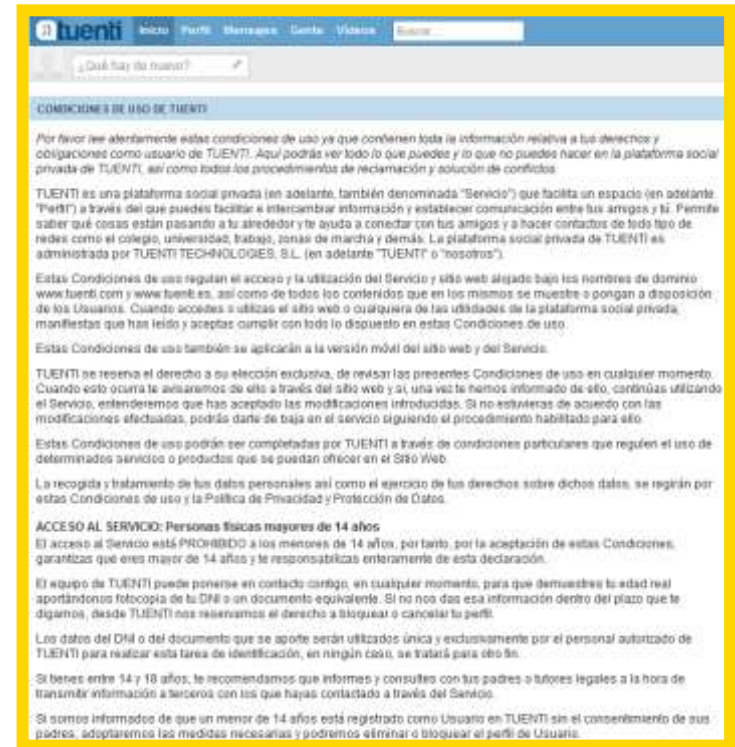 tuenti Inicio Perfil Mensajes Gente Vídeos Buscar...
¿Qué hay de nuevo?
CONDICIONES DE USO DE TUENTI
Por favor lee atentamente estas condiciones de uso ya que contienen toda la información relativa a tus derechos y
obligaciones como usuario de TUENTI. Aquí podrás ver todo lo que puedes y lo que no puedes hacer en la plataforma social
privada de TUENTI, así como todos los procedimientos de reclamación y solución de conflictos.
TUENTI es una plataforma social privada (en adelante, también denominada "Servicio") que facilita un espacio (en adelante
"Perfil") a través del que puedes facilitar e intercambiar información y establecer comunicación entre tus amigos y tú. Permite
saber qué cosas están pasando a tu alrededor y te ayuda a conectar con tus amigos y a hacer contactos de todo tipo de
redes como el colegio, universidad, trabajo, zonas de marcha y demás. La plataforma social privada de TUENTI es
administrada por TUENTI TECHNOLOGIES, S.L. (en adelante "TUENTI" o "nosotros").
Estas Condiciones de uso regulan el acceso y la utilización del Servicio y sitio web alojado bajo los nombres de dominio
www.tuenti.com y www.tuenti.es, así como de todos los contenidos que en los mismos se muestre o pongan a disposición
de los Usuarios. Cuando accedes o utilizas el sitio web o cualquiera de las utilidades de la plataforma social privada,
manifiestas que has leído y aceptas cumplir con todo lo dispuesto en estas Condiciones de uso.
Estas Condiciones de uso también se aplicarán a la versión móvil del sitio web y del Servicio.
TUENTI se reserva el derecho a su elección exclusiva, de revisar las presentes Condiciones de uso en cualquier momento.
Cuando esto ocurra te avisaremos de ello a través del sitio web y si, una vez te hemos informado de ello, continúas utilizando
el Servicio, entenderemos que has aceptado las modificaciones introducidas. Si no estuvieras de acuerdo con las
modificaciones efectuadas, podrás darte de baja en el servicio siguiendo el procedimiento habilitado para ello.
Estas Condiciones de uso podrán ser completadas por TUENTI a través de condiciones particulares que regulen el uso de
determinados servicios o productos que se puedan ofrecer en el Sitio Web.
La recogida y tratamiento de tus datos personales así como el ejercicio de tus derechos sobre dichos datos, se regirán por
estas Condiciones de uso y la Política de Privacidad y Protección de Datos.
ACCESO AL SERVICIO: Personas físicas mayores de 14 años
El acceso al Servicio está PROHIBIDO a los menores de 14 años, por tanto, por la aceptación de estas Condiciones,
garantizas que eres mayor de 14 años y te responsabilizas enteramente de esta declaración.
El equipo de TUENTI puede ponerse en contacto contigo, en cualquier momento, para que demuestres tu edad real
aportándonos fotocopia de tu DNI o un documento equivalente. Si no nos das esa información dentro del plazo que te
digamos, desde TUENTI nos reservamos el derecho a bloquear o cancelar tu perfil.
Los datos del DNI o del documento que se aporte serán utilizados única y exclusivamente por el personal autorizado de
TUENTI para realizar esta tarea de identificación, en ningún caso, se tratará para otro fin.
Si tienes entre 14 y 18 años, te recomendamos que informes y consultes con tus padres o tutores legales a la hora de
transmitir información a terceros con los que hayas contactado a través del Servicio.
Si somos informados de que un menor de 14 años está registrado como Usuario en TUENTI sin el consentimiento de sus
padres, adoptaremos las medidas necesarias y podremos eliminar o bloquear el perfil de Usuario.